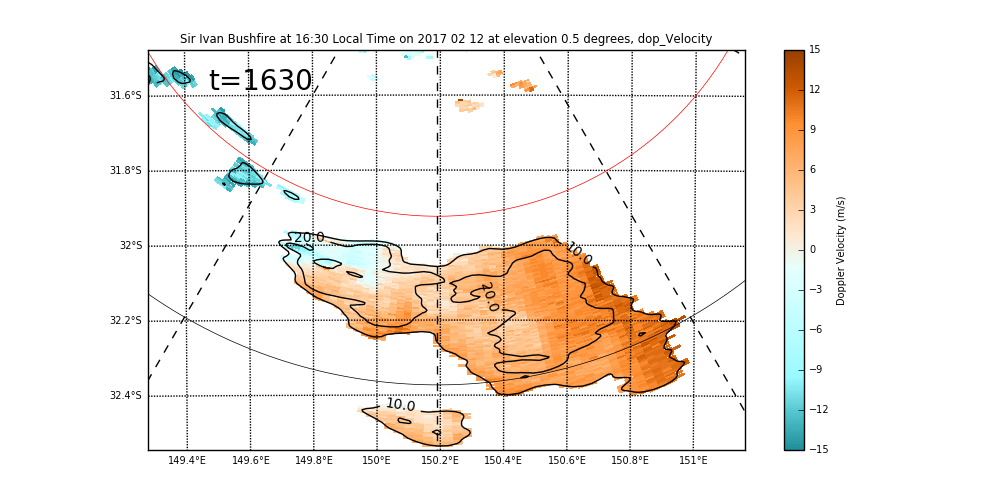 Sir Ivan Bushfire at 16:30 Local Time on 2017 02 12 at elevation 0.5 degrees, dop_Velocity
t=1630
31.6°S
31.8°S
32°S
32.2°S
32.4°S
20.0
10.0
20.0
10.0
149.4°E 149.6°E 149.8°E 150°E 150.2°E 150.4°E 150.6°E 150.8°E 151°E
15
12
9
6
3
0
−3
−6
−9
−12
−15
Doppler Velocity (m/s)